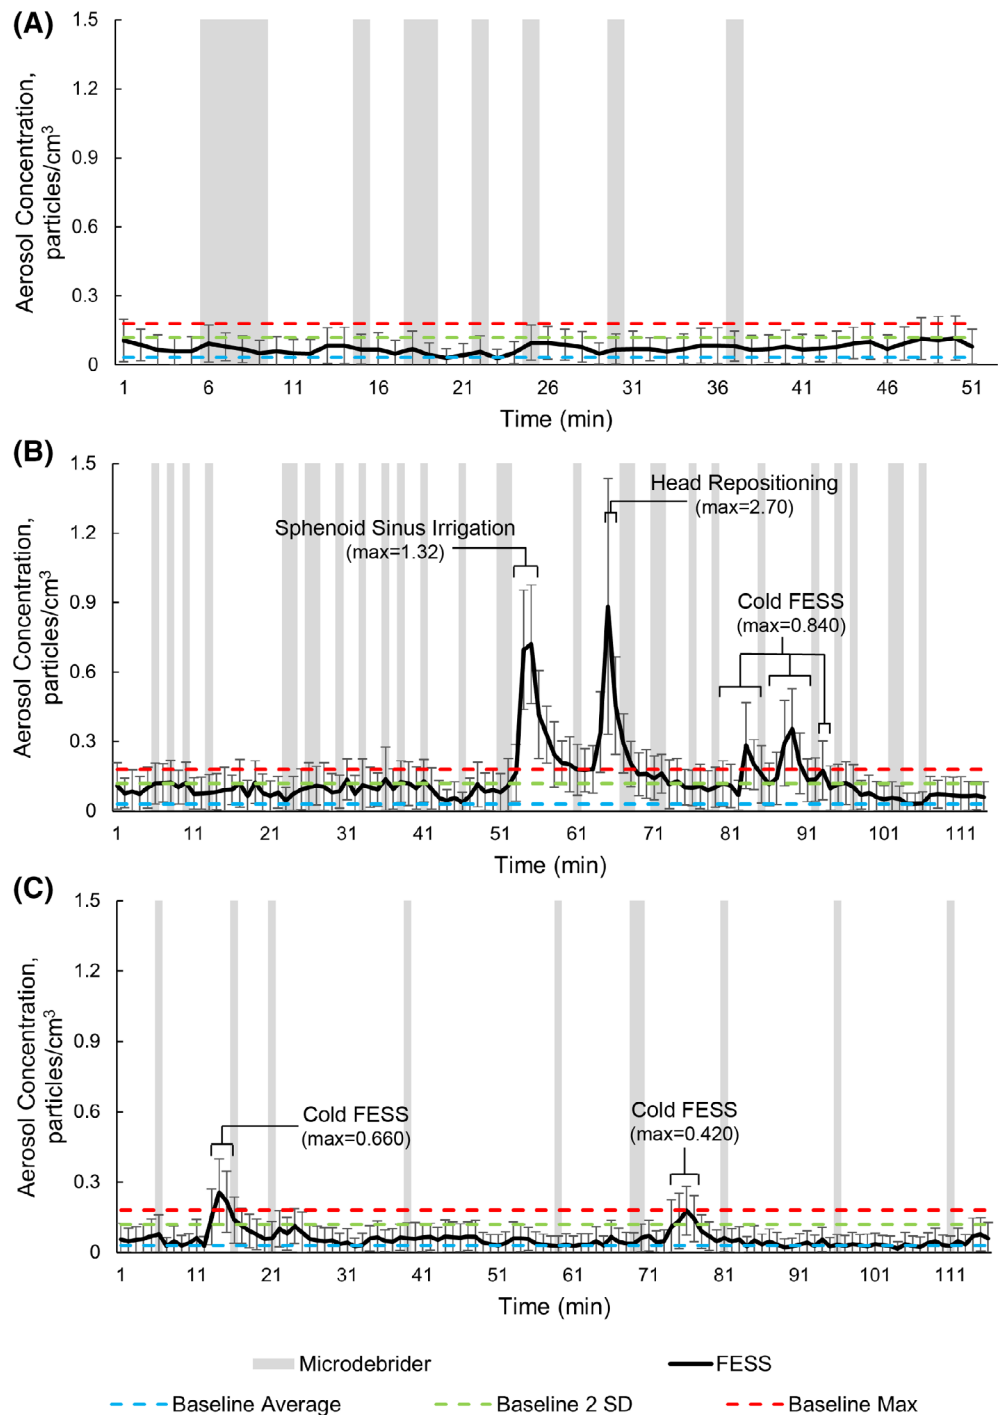 (A)
Aerosol Concentration,
particles/cm³
1.5
1.2
0.9
0.6
0.3
0
1 6 11 16 21 26 31 36 41 46 51
Time (min)
(B)
Aerosol Concentration,
particles/cm³
1.5
1.2
0.9
0.6
0.3
0
Head Repositioning
(max=2.70)
Sphenoid Sinus Irrigation
(max=1.32)
Cold FESS
(max=0.840)
1 11 21 31 41 51 61 71 81 91 101 111
Time (min)
(C)
Aerosol Concentration,
particles/cm³
1.5
1.2
0.9
0.6
0.3
0
Cold FESS
(max=0.660)
Cold FESS
(max=0.420)
1 11 21 31 41 51 61 71 81 91 101 111
Time (min)
Microdebrider FESS
Baseline Average Baseline 2 SD Baseline Max